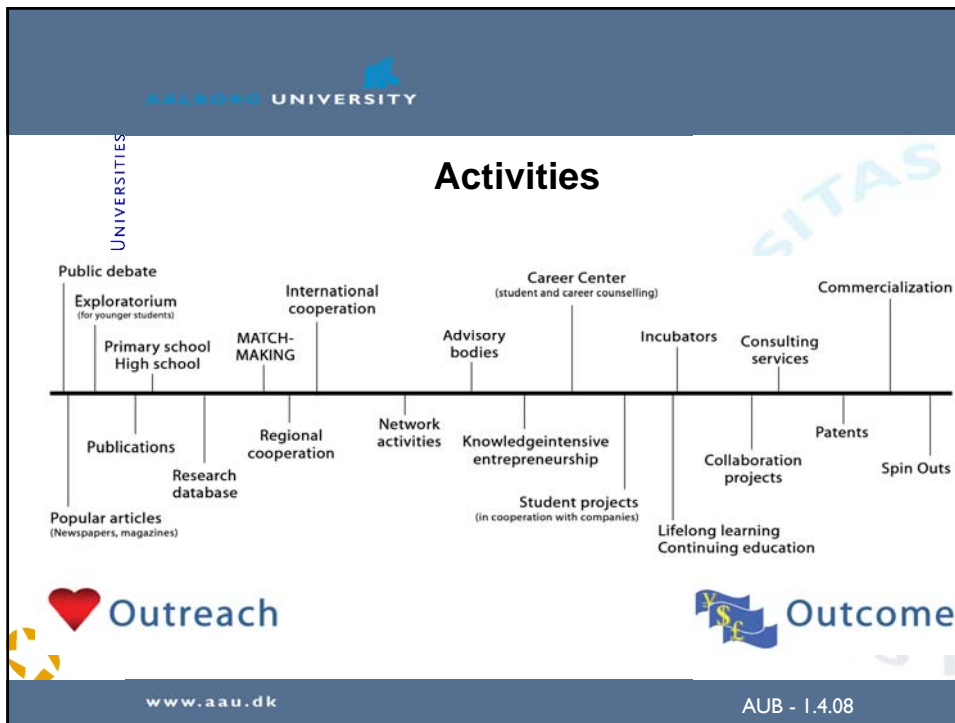 AALBORG UNIVERSITY
UNIVERSITIES
SITAS
Activities
Public debate
Exploratorium
(for younger students)
Primary school
High school
MATCH-
MAKING
International
cooperation
Advisory
bodies
Career Center
(student and career counselling)
Incubators
Consulting
services
Commercialization
Popular articles
(Newspapers, magazines)
Publications
Research
database
Regional
cooperation
Network
activities
Knowledgeintensive
entrepreneurship
Student projects
(in cooperation with companies)
Lifelong learning
Continuing education
Collaboration
projects
Patents
Spin Outs
Outreach
¥ $ £
Outcome
www.aau.dk
AUB - 1.4.08